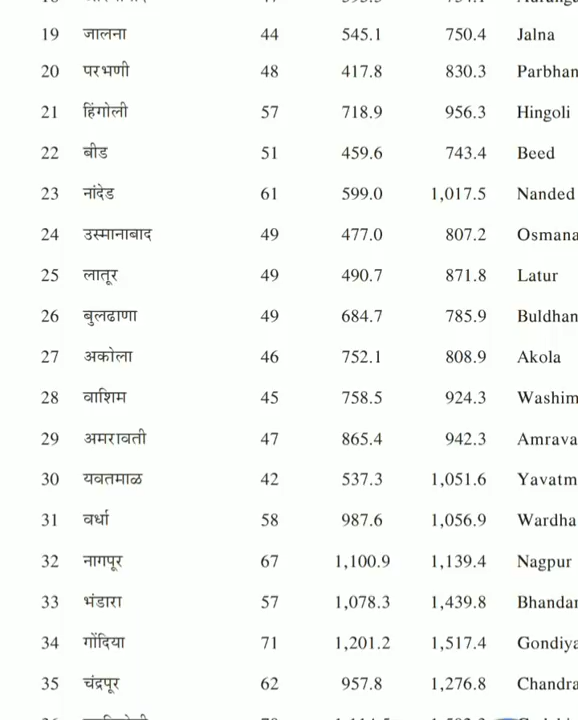 19 जालना 44 545.1 750.4 Jalna
20 परभणी 48 417.8 830.3 Parbhan
21 हिंगोली 57 718.9 956.3 Hingoli
22 बीड 51 459.6 743.4 Beed
23 नांदेड 61 599.0 1,017.5 Nanded
24 उस्मानाबाद 49 477.0 807.2 Osmana
25 लातूर 49 490.7 871.8 Latur
26 बुलढाणा 49 684.7 785.9 Buldhan
27 अकोला 46 752.1 808.9 Akola
28 वाशिम 45 758.5 924.3 Washim
29 अमरावती 47 865.4 942.3 Amrava
30 यवतमाळ 42 537.3 1,051.6 Yavatm
31 वर्धा 58 987.6 1,056.9 Wardha
32 नागपूर 67 1,100.9 1,139.4 Nagpur
33 भंडारा 57 1,078.3 1,439.8 Bhandar
34 गोंदिया 71 1,201.2 1,517.4 Gondiya
35 चंद्रपूर 62 957.8 1,276.8 Chandra